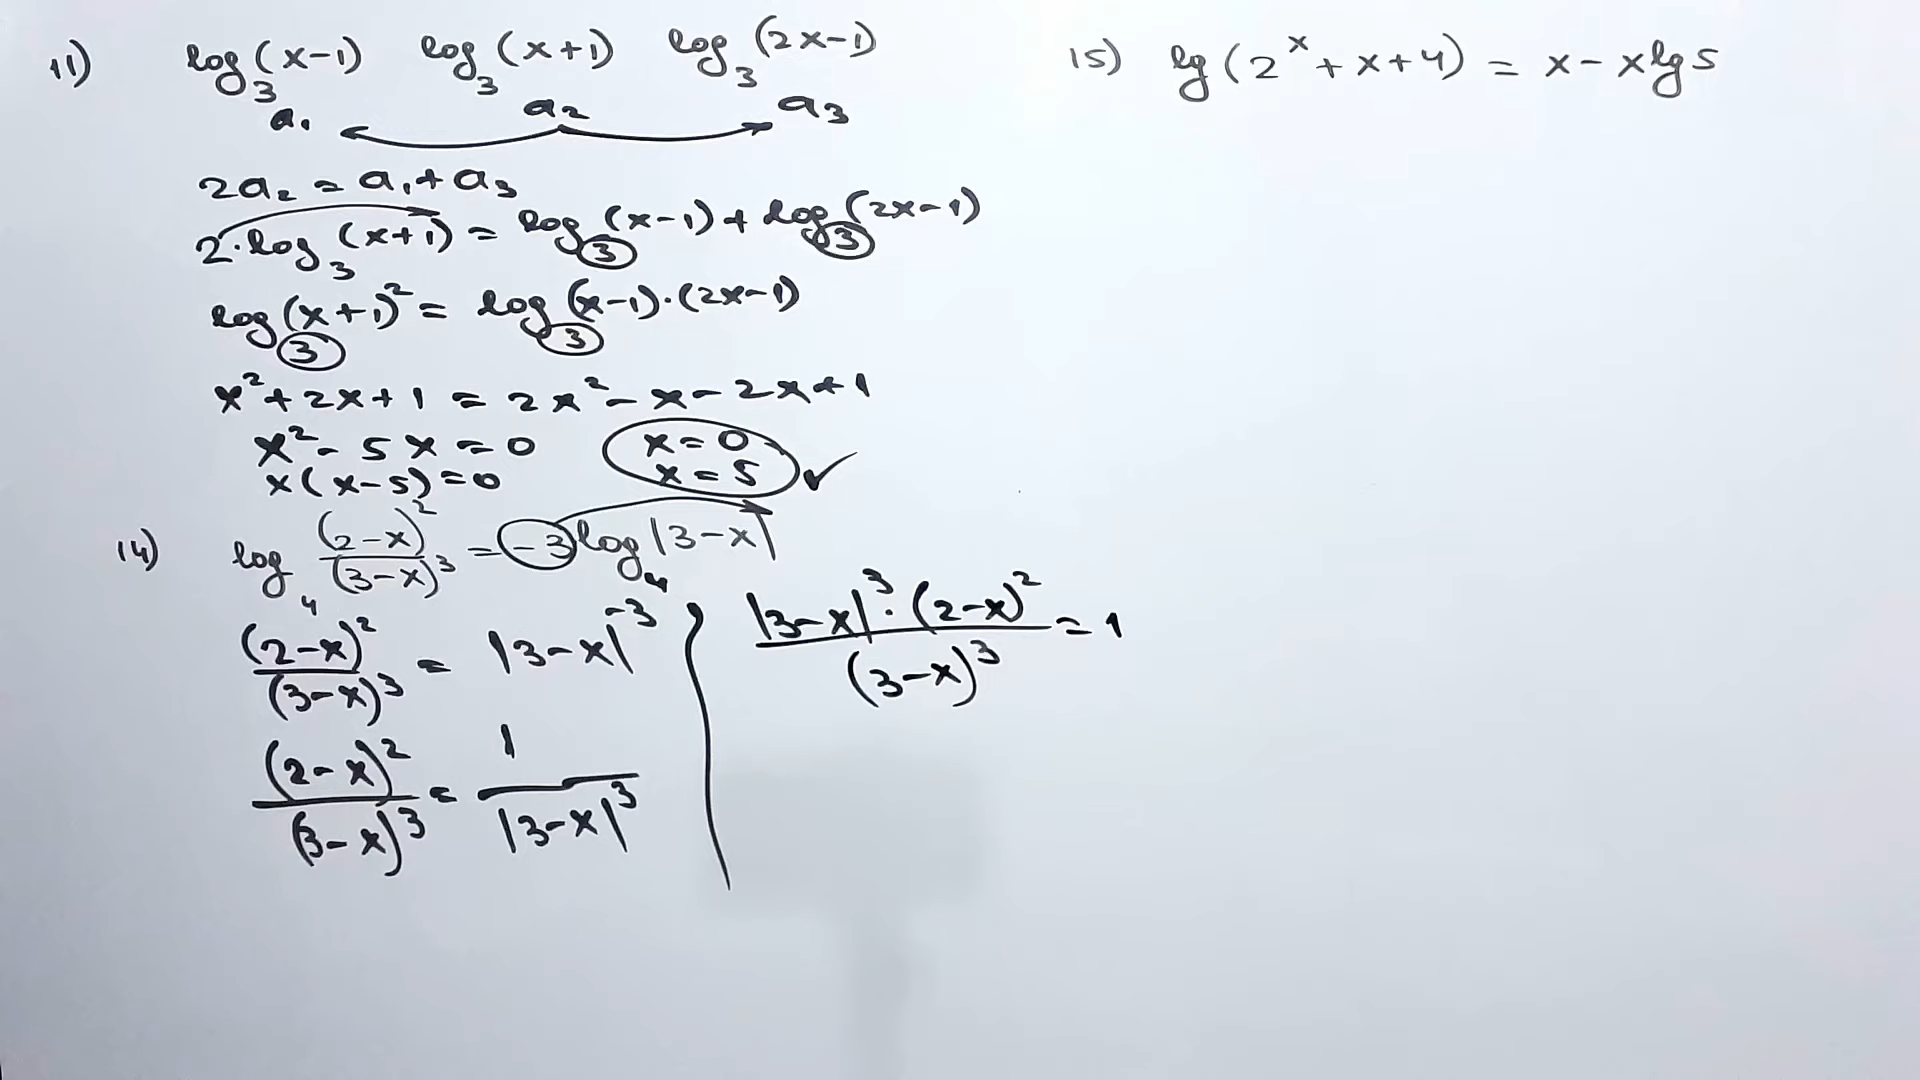 11) log₃(x-1) log₃(x+1) log₃(2x-1)
a₁ a₂ a₃
2a₂ = a₁ + a₃
2·log₃(x+1) = log₃(x-1) + log₃(2x-1)
log₃(x+1)² = log₃(x-1)·(2x-1)
x² + 2x + 1 = 2x² - x - 2x + 1
x² - 5x = 0 x = 0
x(x-5) = 0 x = 5 ✓
14) log₄ (2-x)²/(3-x)³ = -3 log₄ |3-x|
(2-x)²/(3-x)³ = |3-x|⁻³
(2-x)²/(3-x)³ = 1/|3-x|³
|3-x|³·(2-x)²/(3-x)³ = 1
15) lg(2ˣ + x + 4) = x - x lg5